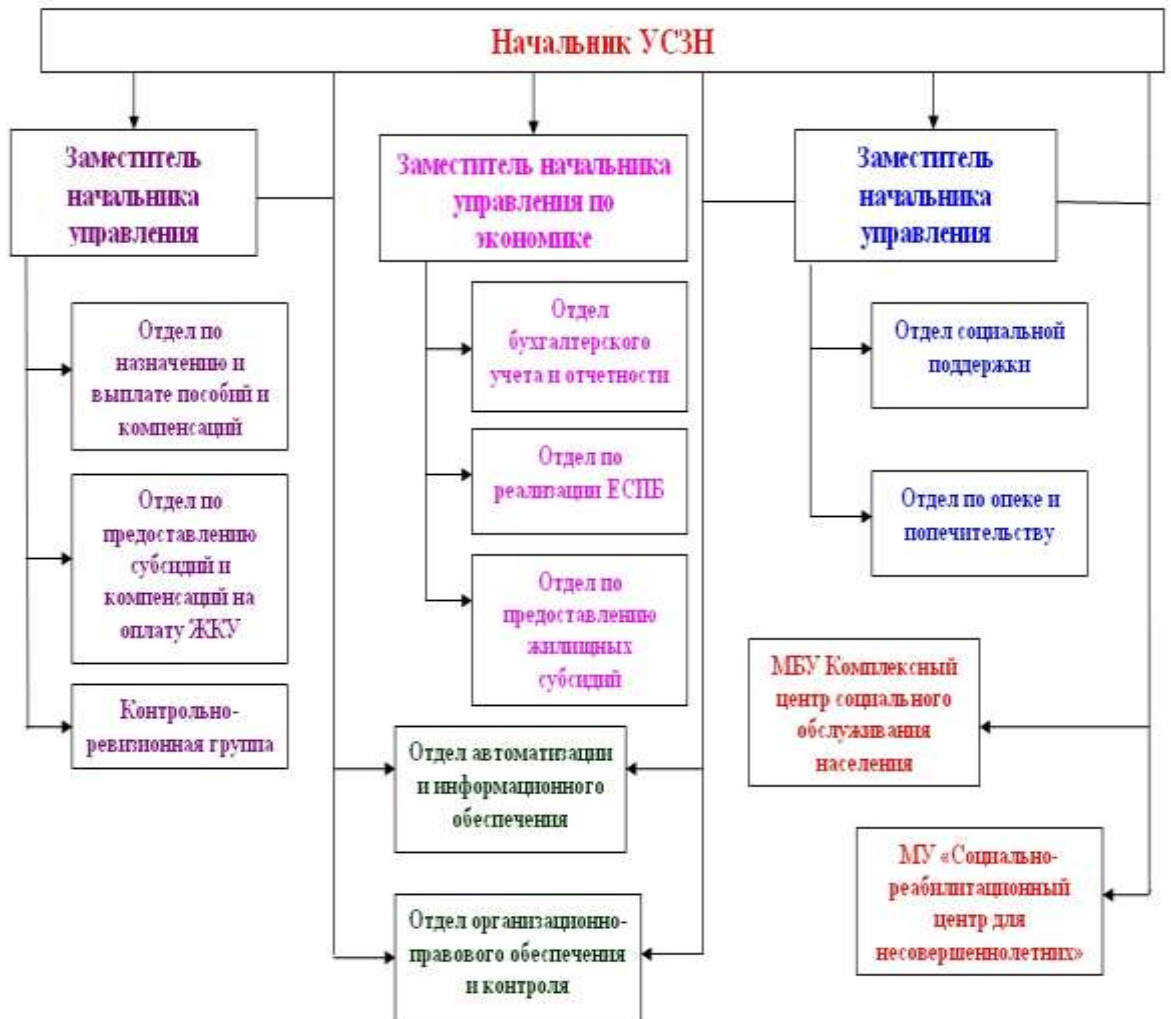 Начальник УСЗН
Заместитель
начальника
управления
Заместитель начальника
управления по
экономике
Заместитель
начальника
управления
Отдел по
назначению и
выплате пособий и
компенсаций
Отдел по
предоставлению
субсидий и
компенсаций на
оплату ЖКУ
Контрольно-
ревизионная группа
Отдел
бухгалтерского
учета и отчетности
Отдел по
реализации ЕСПБ
Отдел по
предоставлению
жилищных
субсидий
Отдел социальной
поддержки
Отдел по опеке и
попечительству
Отдел автоматизации
и информационного
обеспечения
Отдел организационно-
правового обеспечения
и контроля
МБУ Комплексный
центр социального
обслуживания
населения
МУ «Социально-
реабилитационный
центр для
несовершеннолетних»